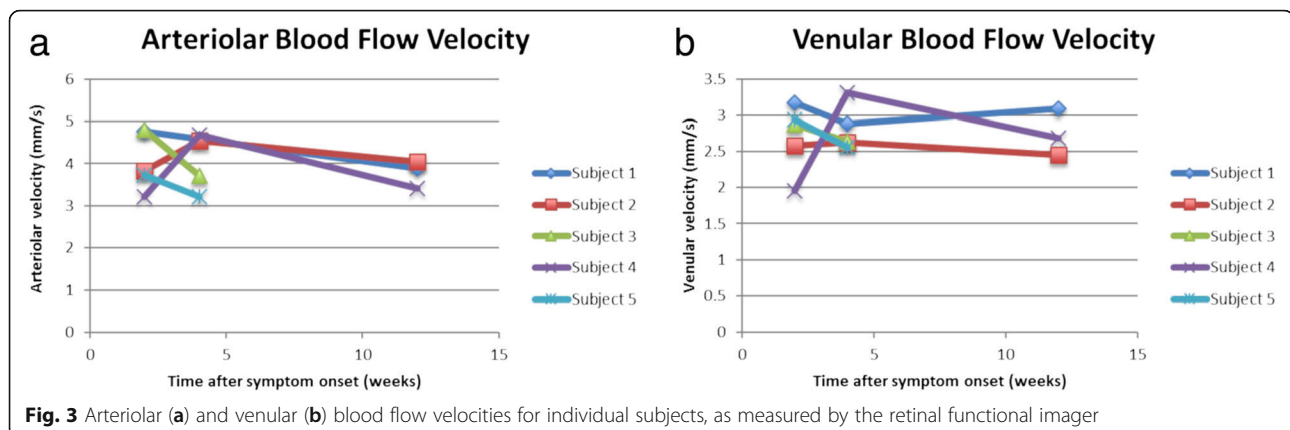 a
Arteriolar Blood Flow Velocity
Arteriolar velocity (mm/s)
6
5
4
3
2
1
0
0 5 10 15
Time after symptom onset (weeks)
Subject 1
Subject 2
Subject 3
Subject 4
Subject 5
b
Venular Blood Flow Velocity
Venular velocity (mm/s)
3.5
3
2.5
2
1.5
1
0.5
0
0 5 10 15
Time after symptom onset (weeks)
Subject 1
Subject 2
Subject 3
Subject 4
Subject 5
Fig. 3 Arteriolar (a) and venular (b) blood flow velocities for individual subjects, as measured by the retinal functional imager